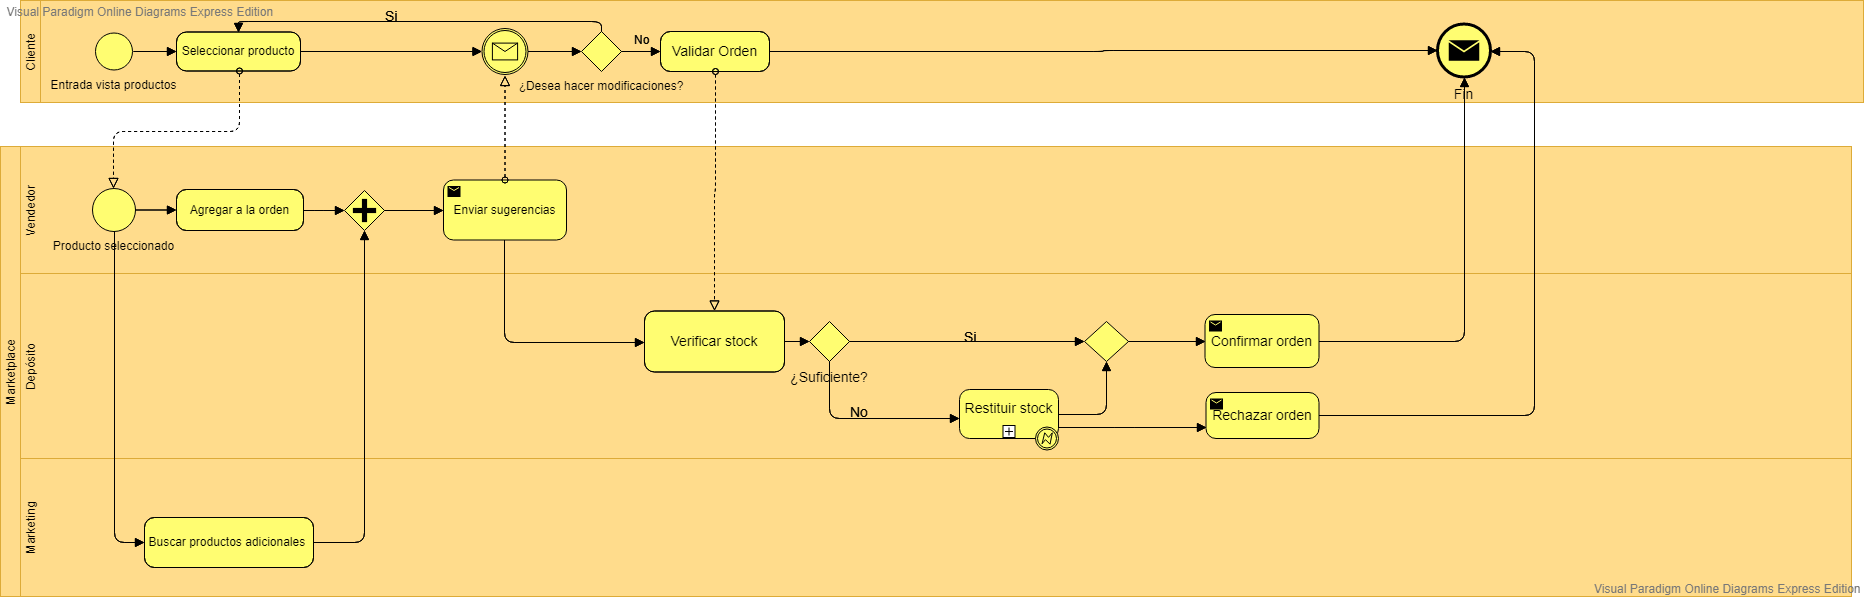 Visual Paradigm Online Diagrams Express Edition
Cliente
Si
Seleccionar producto
No
Validar Orden
Entrada vista productos
¿Desea hacer modificaciones?
Fin
Marketplace
Vendedor
Agregar a la orden
Enviar sugerencias
Producto seleccionado
Depósito
Verificar stock
Si
Confirmar orden
¿Suficiente?
No
Restituir stock
Rechazar orden
Marketing
Buscar productos adicionales
Visual Paradigm Online Diagrams Express Edition